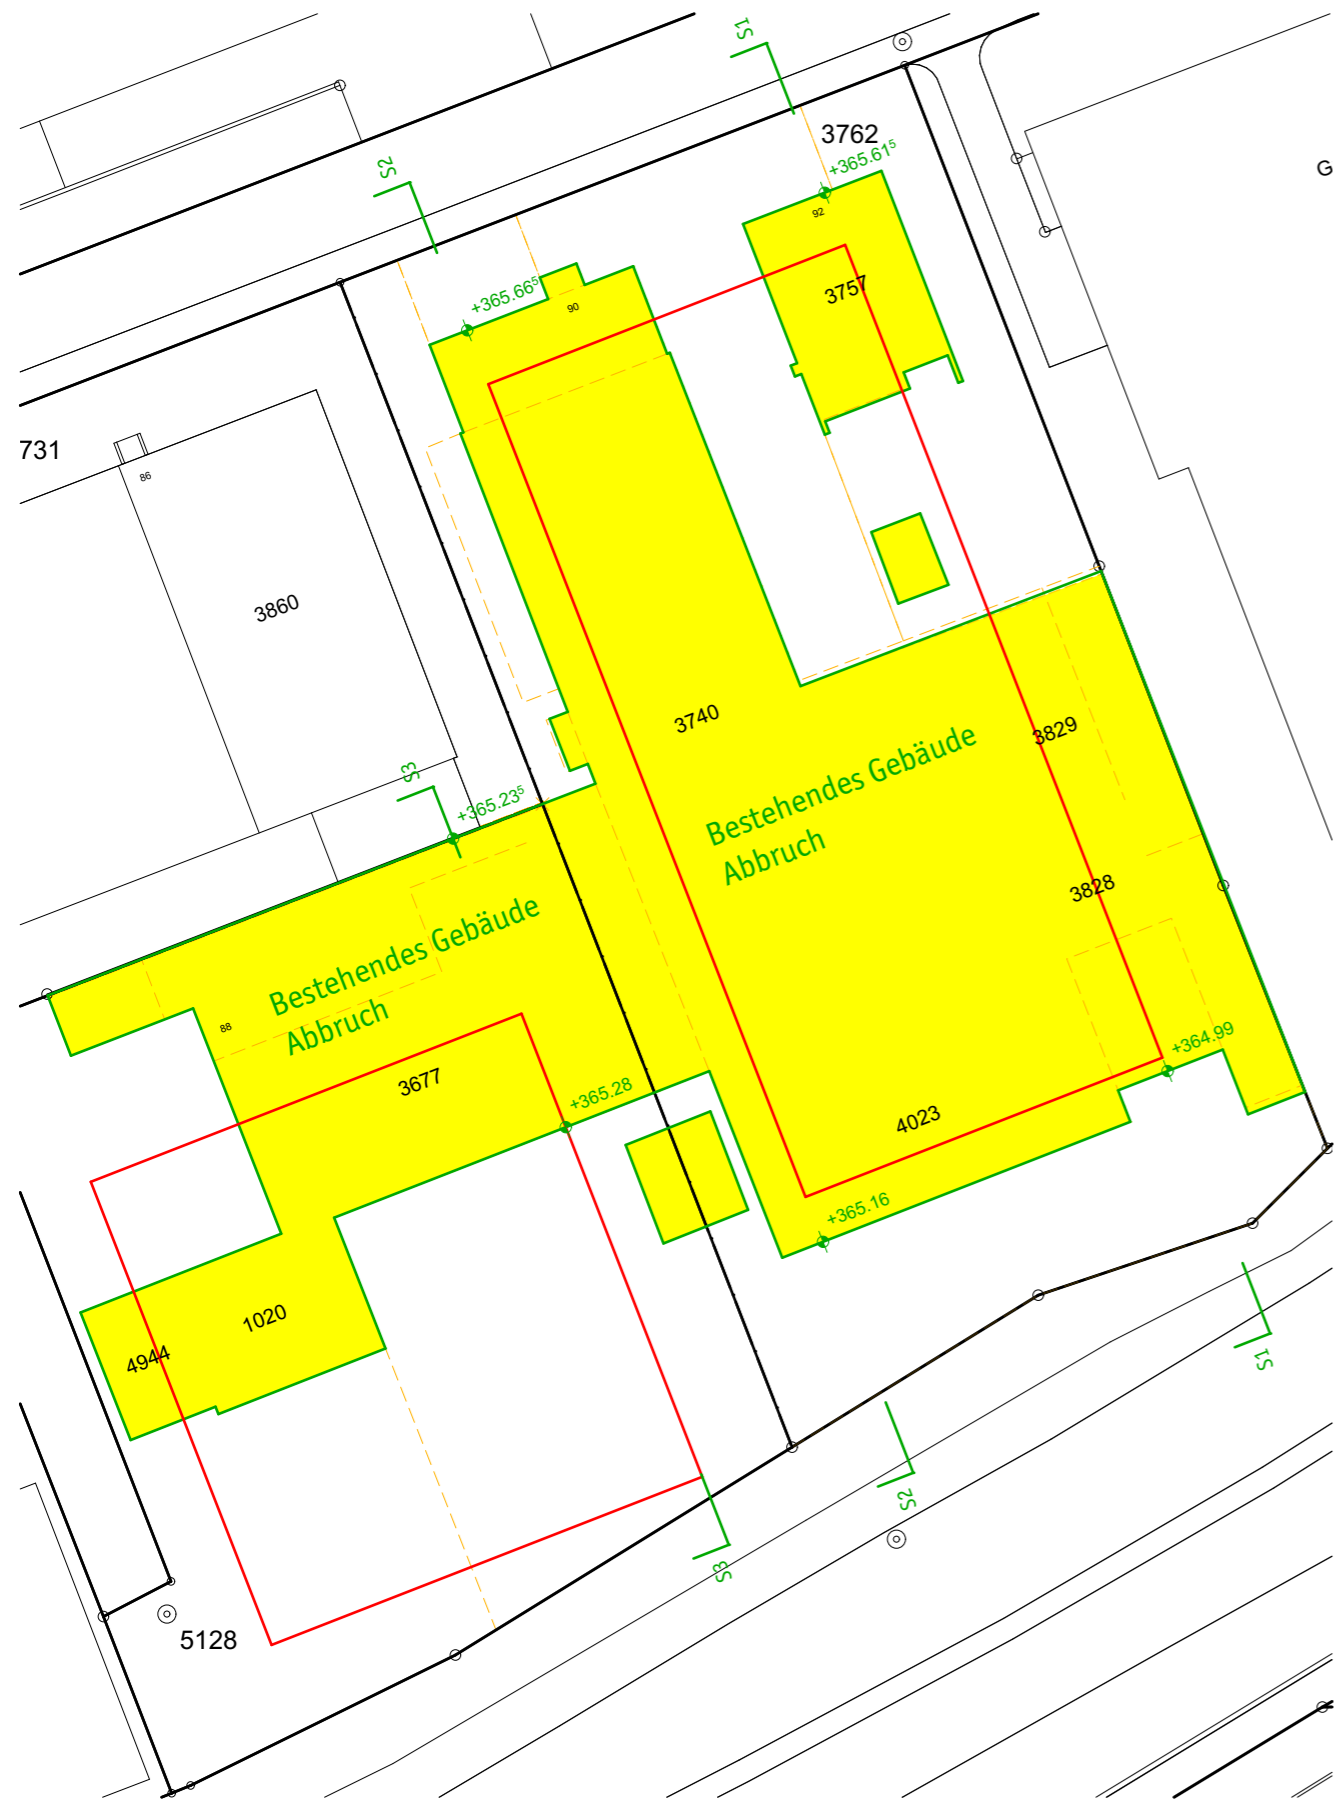 S1
G
3762
+365.61⁵
S2
92
3757
+365.66⁵
90
731
86
3860
3740
3829
Bestehendes Gebäude
Abbruch
S3
+365.23⁵
3828
Bestehendes Gebäude
Abbruch
88
3677
+365.28
+364.99
4023
+365.16
1020
4944
S1
S2
S3
5128